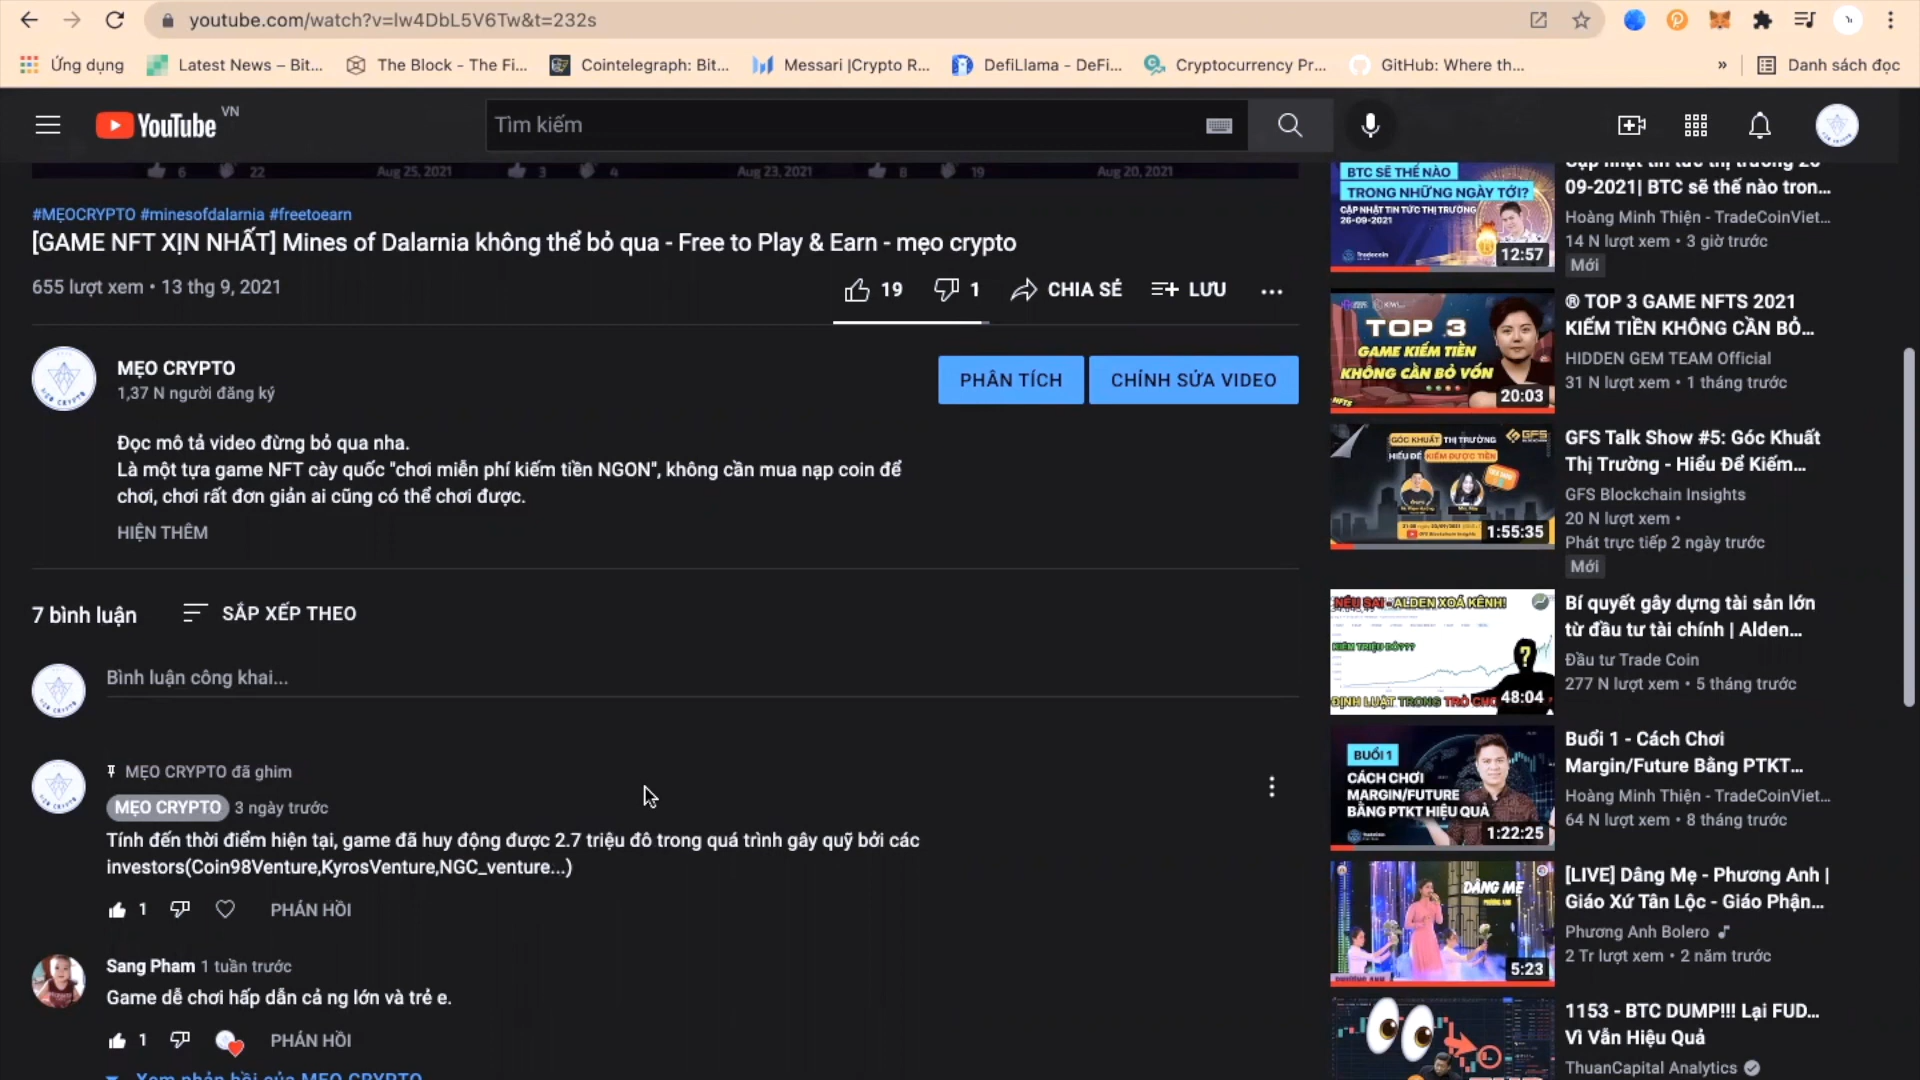 youtube.com/watch?v=lw4DbL5V6Tw&t=232s
Ứng dụng
Latest News – Bit...
The Block - The Fi...
Cointelegraph: Bit...
Messari |Crypto R...
DefiLlama - DeFi...
Cryptocurrency Pr...
GitHub: Where th...
»
Danh sách đọc
YouTube VN
Tìm kiếm
6 22 Aug 25, 2021 3 4 Aug 23, 2021 8 19 Aug 20, 2021
#MẸOCRYPTO #minesofdalarnia #freetoearn
[GAME NFT XỊN NHẤT] Mines of Dalarnia không thể bỏ qua - Free to Play & Earn - mẹo crypto
655 lượt xem • 13 thg 9, 2021
19 1 CHIA SẺ LƯU
MẸO CRYPTO
1,37 N người đăng ký
PHÂN TÍCH
CHỈNH SỬA VIDEO
Đọc mô tả video đừng bỏ qua nha.
Là một tựa game NFT cày quốc "chơi miễn phí kiếm tiền NGON", không cần mua nạp coin để
chơi, chơi rất đơn giản ai cũng có thể chơi được.
HIỆN THÊM
7 bình luận
SẮP XẾP THEO
Bình luận công khai...
MẸO CRYPTO đã ghim
MẸO CRYPTO 3 ngày trước
Tính đến thời điểm hiện tại, game đã huy động được 2.7 triệu đô trong quá trình gây quỹ bởi các
investors(Coin98Venture,KyrosVenture,NGC_venture...)
1 PHẢN HỒI
Sang Pham 1 tuần trước
Game dễ chơi hấp dẫn cả ng lớn và trẻ e.
1 PHẢN HỒI
Xem phản hồi của MẸO CRYPTO
BTC SẼ THẾ NÀO
TRONG NHỮNG NGÀY TỚI?
CẬP NHẬT TIN TỨC THỊ TRƯỜNG
26-09-2021
Tradecoin
12:57
Cập nhật tin tức thị trường 26-
09-2021| BTC sẽ thế nào tron...
Hoàng Minh Thiện - TradeCoinViet...
14 N lượt xem • 3 giờ trước
Mới
TOP 3
GAME KIẾM TIỀN
KHÔNG CẦN BỎ VỐN
NFTS
20:03
® TOP 3 GAME NFTS 2021
KIẾM TIỀN KHÔNG CẦN BỎ...
HIDDEN GEM TEAM Official
31 N lượt xem • 1 tháng trước
GÓC KHUẤT THỊ TRƯỜNG
GFS
HIỂU ĐỂ KIẾM ĐƯỢC TIỀN
GFS Blockchain Insights
1:55:35
GFS Talk Show #5: Góc Khuất
Thị Trường - Hiểu Để Kiếm...
GFS Blockchain Insights
20 N lượt xem •
Phát trực tiếp 2 ngày trước
Mới
NẾU SAI - ALDEN XOÁ KÊNH!
KIẾM TRIỆU ĐÔ???
?
ĐỊNH LUẬT TRONG TRÒ CHƠ
48:04
Bí quyết gây dựng tài sản lớn
từ đầu tư tài chính | Alden...
Đầu tư Trade Coin
277 N lượt xem • 5 tháng trước
BUỔI 1
CÁCH CHƠI
MARGIN/FUTURE
BẰNG PTKT HIỆU QUẢ
Tradecoin
1:22:25
Buổi 1 - Cách Chơi
Margin/Future Bằng PTKT...
Hoàng Minh Thiện - TradeCoinViet...
64 N lượt xem • 8 tháng trước
DÂNG MẸ
PHƯƠNG ANH
PHƯƠNG ANH
5:23
[LIVE] Dâng Mẹ - Phương Anh |
Giáo Xứ Tân Lộc - Giáo Phận...
Phương Anh Bolero
2 Tr lượt xem • 2 năm trước
1153 - BTC DUMP!!! Lại FUD...
Vì Vẫn Hiệu Quả
ThuanCapital Analytics